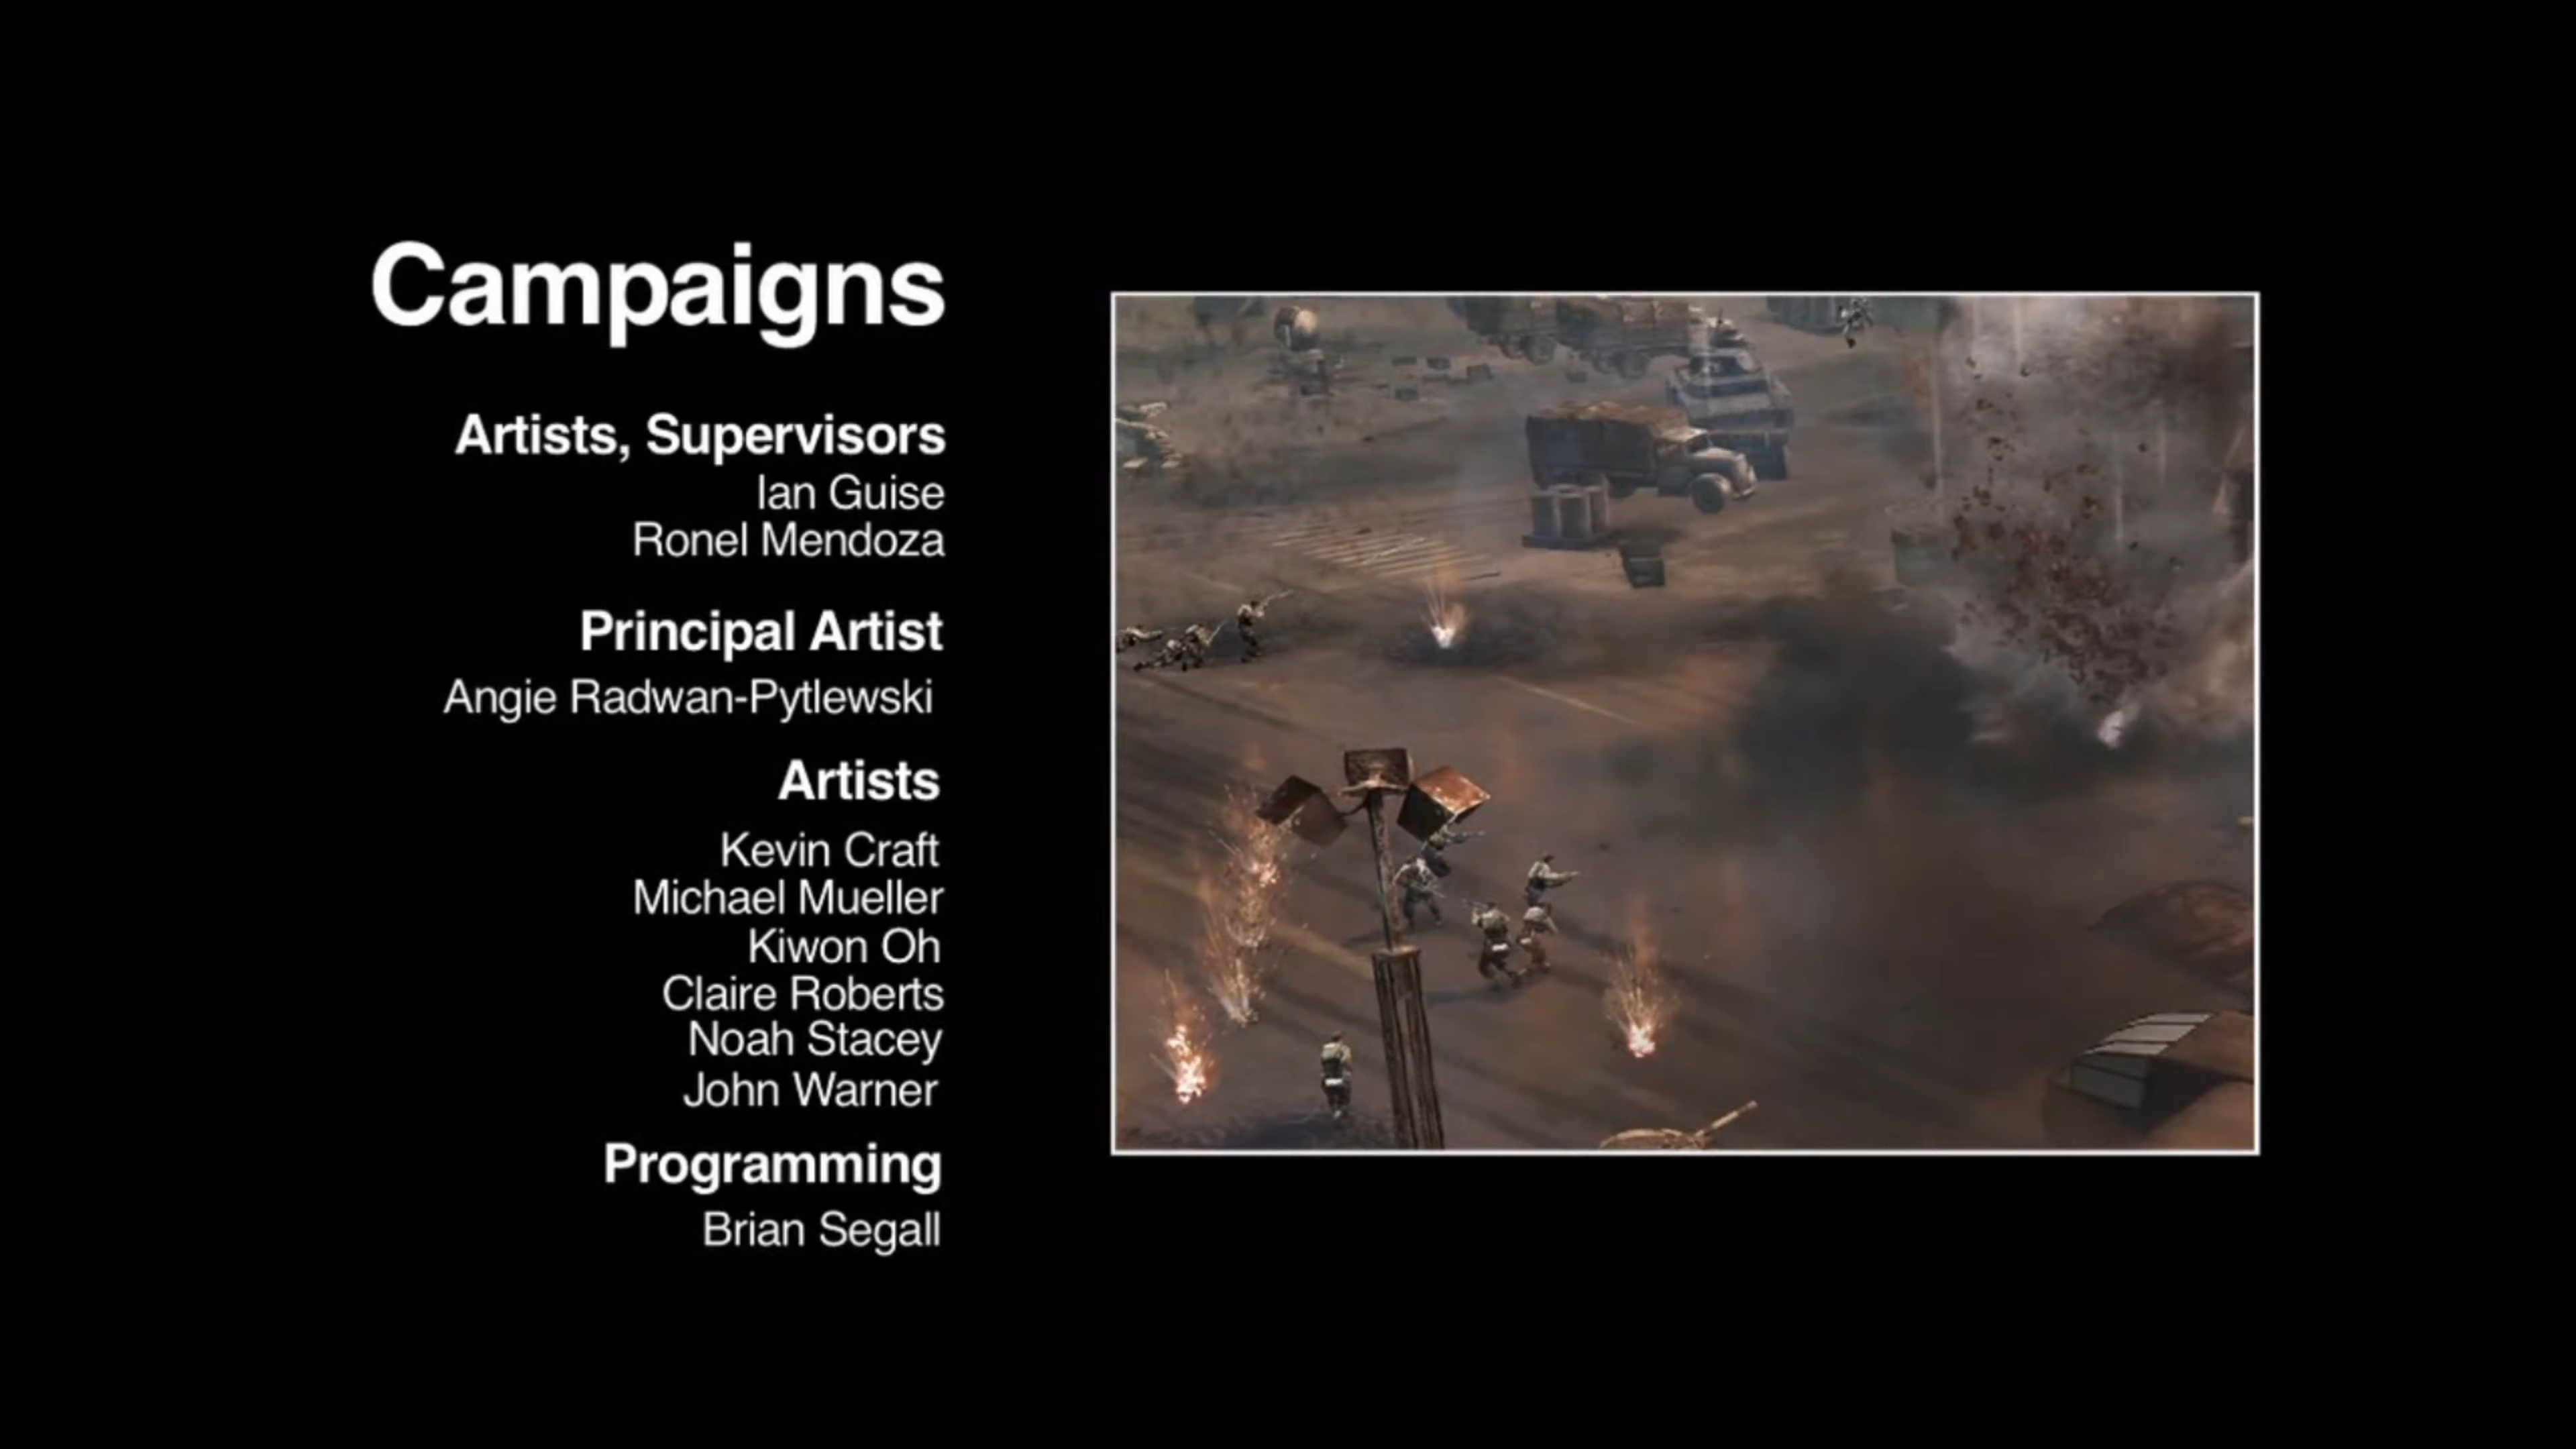 Campaigns
Artists, Supervisors
Ian Guise
Ronel Mendoza
Principal Artist
Angie Radwan-Pytlewski
Artists
Kevin Craft
Michael Mueller
Kiwon Oh
Claire Roberts
Noah Stacey
John Warner
Programming
Brian Segall